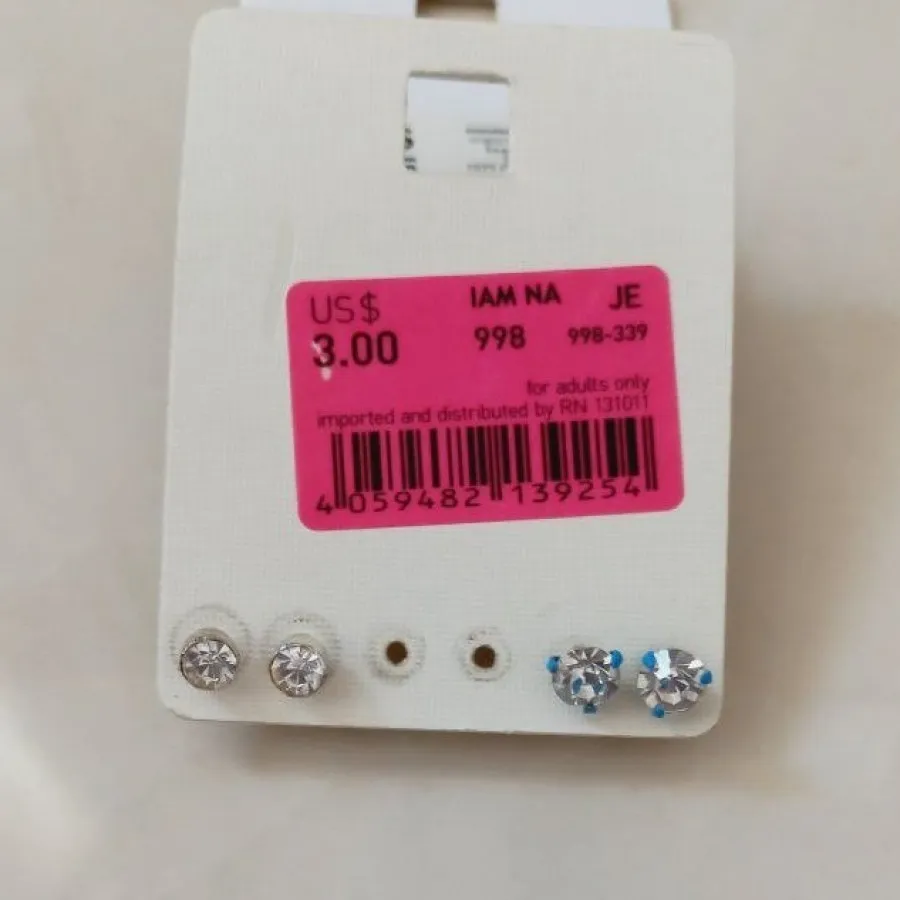 US $ IAM NA JE
3.00 998 998-339
for adults only
imported and distributed by RN 131011
4 059482 139254